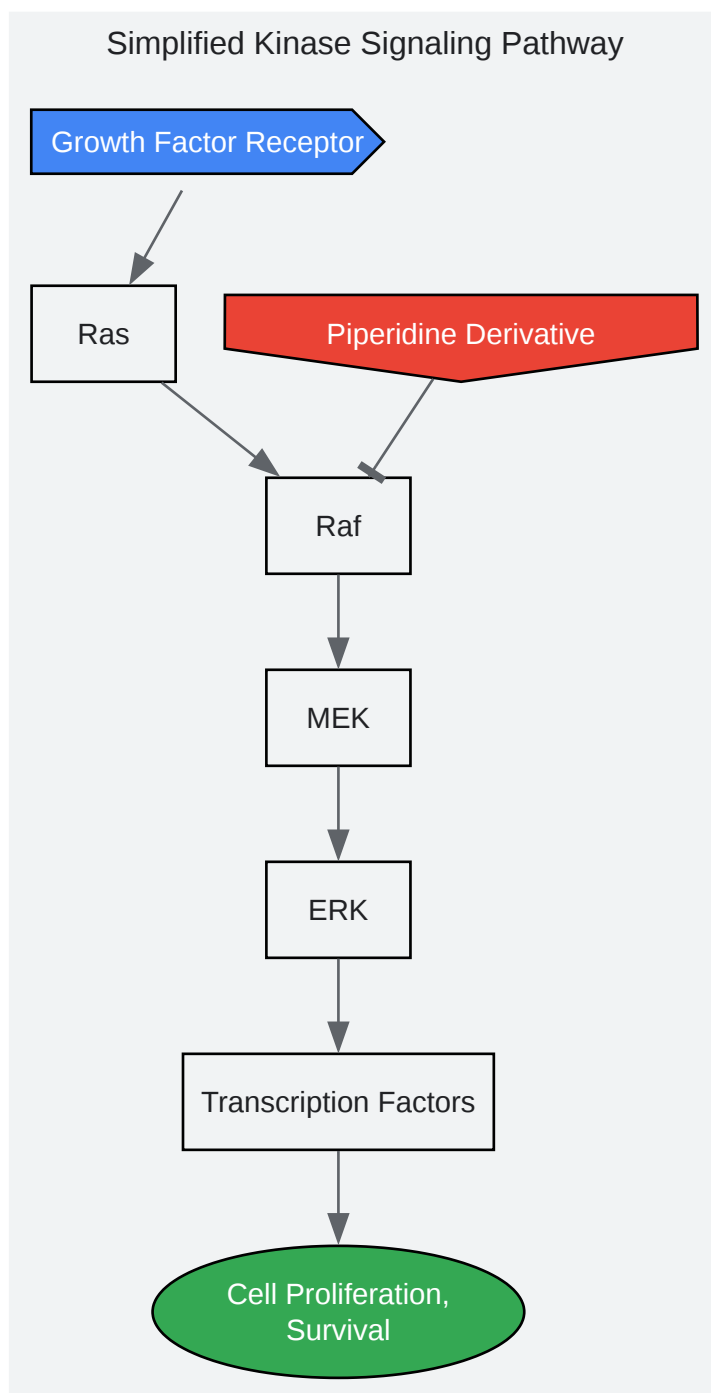 Simplified Kinase Signaling Pathway
Growth Factor Receptor
Ras
Piperidine Derivative
Raf
MEK
ERK
Transcription Factors
Cell Proliferation,
Survival